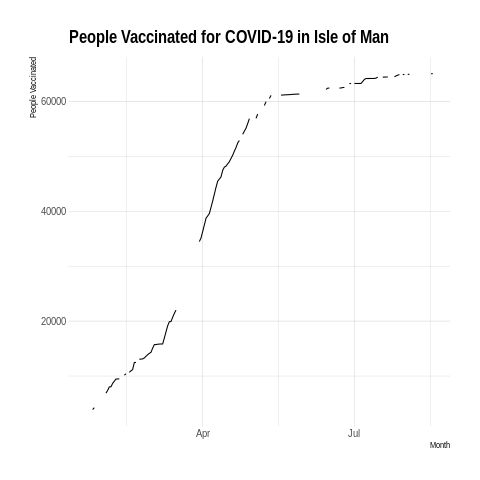 People Vaccinated for COVID-19 in Isle of Man
People Vaccinated
60000
40000
20000
Apr
Jul
Month